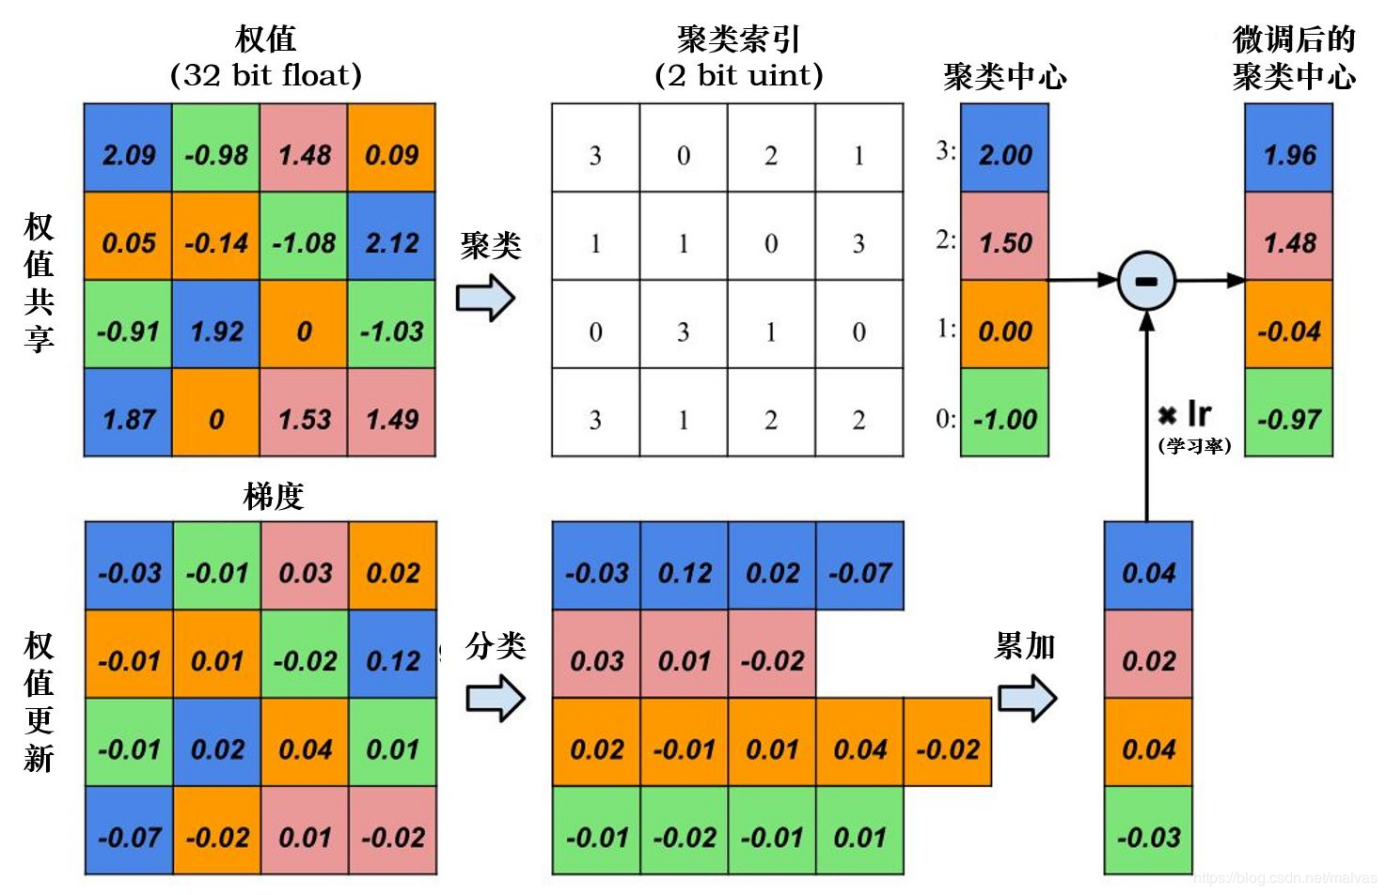 权值
(32 bit float)
聚类索引
(2 bit uint)
聚类中心
微调后的
聚类中心
权值共享
2.09 -0.98 1.48 0.09
0.05 -0.14 -1.08 2.12
-0.91 1.92 0 -1.03
1.87 0 1.53 1.49
聚类
3 0 2 1
1 1 0 3
0 3 1 0
3 1 2 2
3: 2.00
2: 1.50
1: 0.00
0: -1.00
-
× lr
(学习率)
1.96
1.48
-0.04
-0.97
梯度
权值更新
-0.03 -0.01 0.03 0.02
-0.01 0.01 -0.02 0.12
-0.01 0.02 0.04 0.01
-0.07 -0.02 0.01 -0.02
分类
-0.03 0.12 0.02 -0.07
0.03 0.01 -0.02
0.02 -0.01 0.01 0.04 -0.02
-0.01 -0.02 -0.01 0.01
累加
0.04
0.02
0.04
-0.03
https://blog.csdn.net/malvas